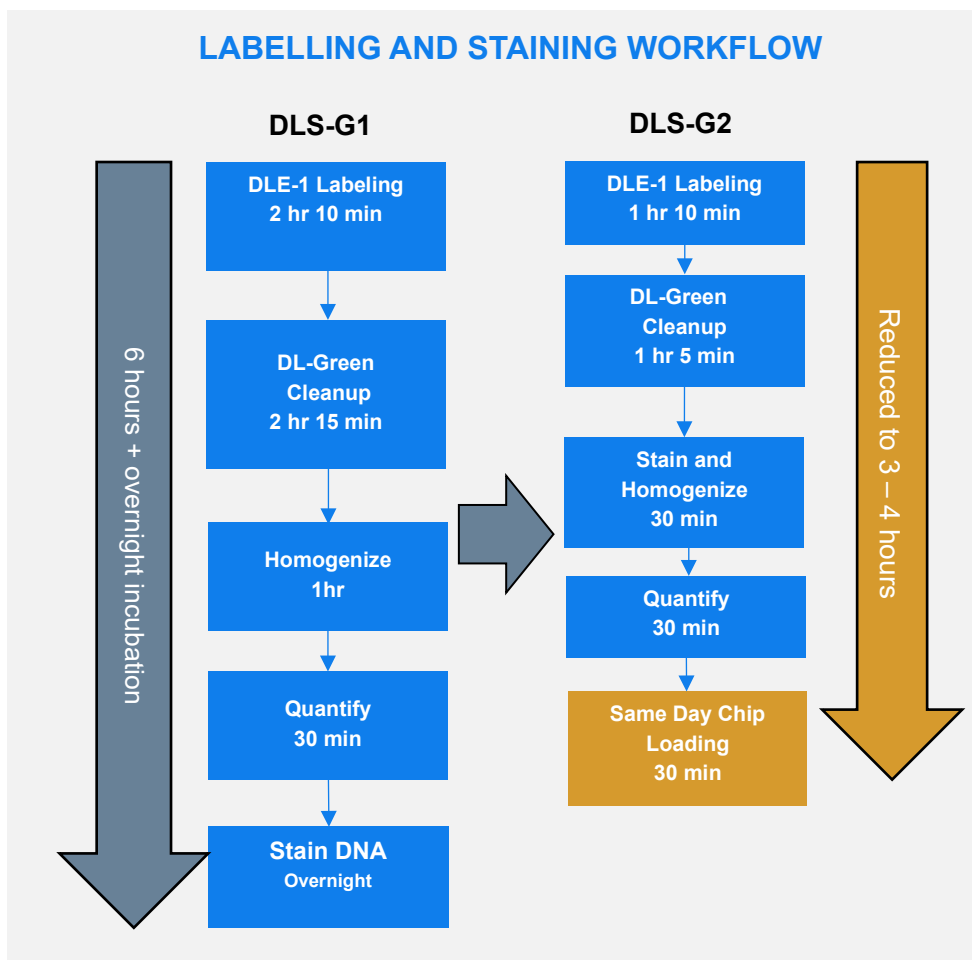 LABELLING AND STAINING WORKFLOW
DLS-G1
6 hours + overnight incubation
DLE-1 Labeling
2 hr 10 min
DL-Green
Cleanup
2 hr 15 min
Homogenize
1hr
Quantify
30 min
Stain DNA
Overnight
DLS-G2
DLE-1 Labeling
1 hr 10 min
DL-Green
Cleanup
1 hr 5 min
Stain and
Homogenize
30 min
Quantify
30 min
Same Day Chip
Loading
30 min
Reduced to 3 – 4 hours